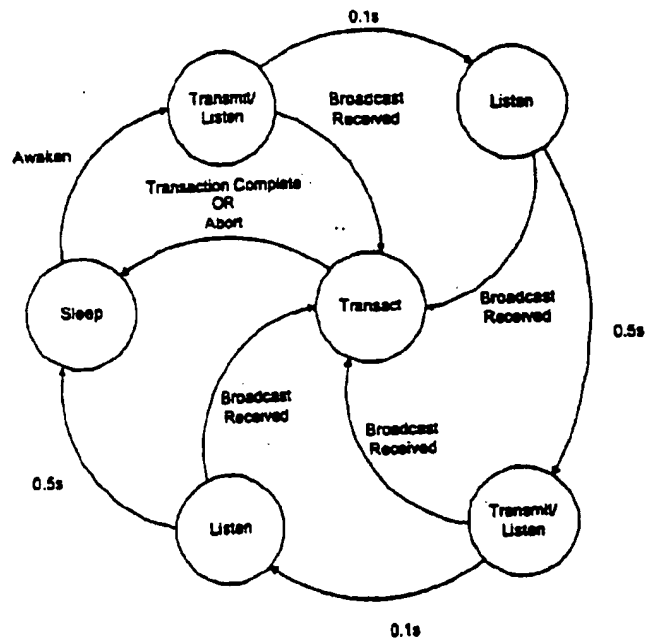 0.1s
Transmit/
Listen
Broadcast
Received
Listen
Awaken
Transaction Complete
OR
Abort
Sleep
Transact
Broadcast
Received
0.5s
Broadcast
Received
Broadcast
Received
0.5s
Listen
Transmit/
Listen
0.1s